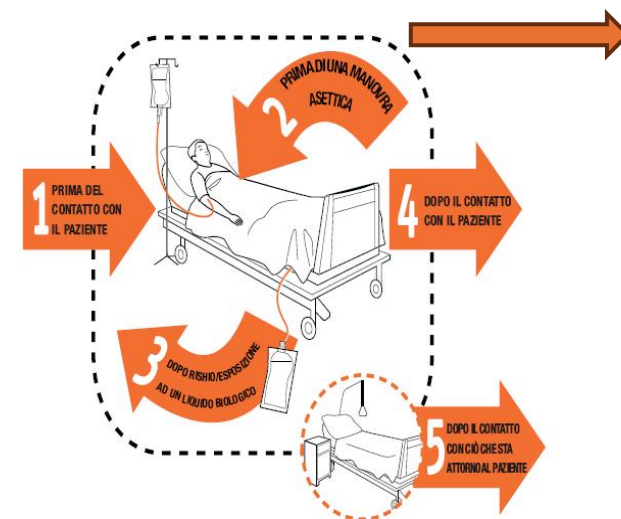 1 PRIMA DEL
CONTATTO CON
IL PAZIENTE
2 PRIMA DI UNA MANOVRA
ASETTICA
3 DOPO RISHIO/ESPOSIZIONE
AD UN LIQUIDO BIOLOGICO
4 DOPO IL CONTATTO
CON IL PAZIENTE
5 DOPO IL CONTATTO
CON CIÒ CHE STA
ATTORNO AL PAZIENTE